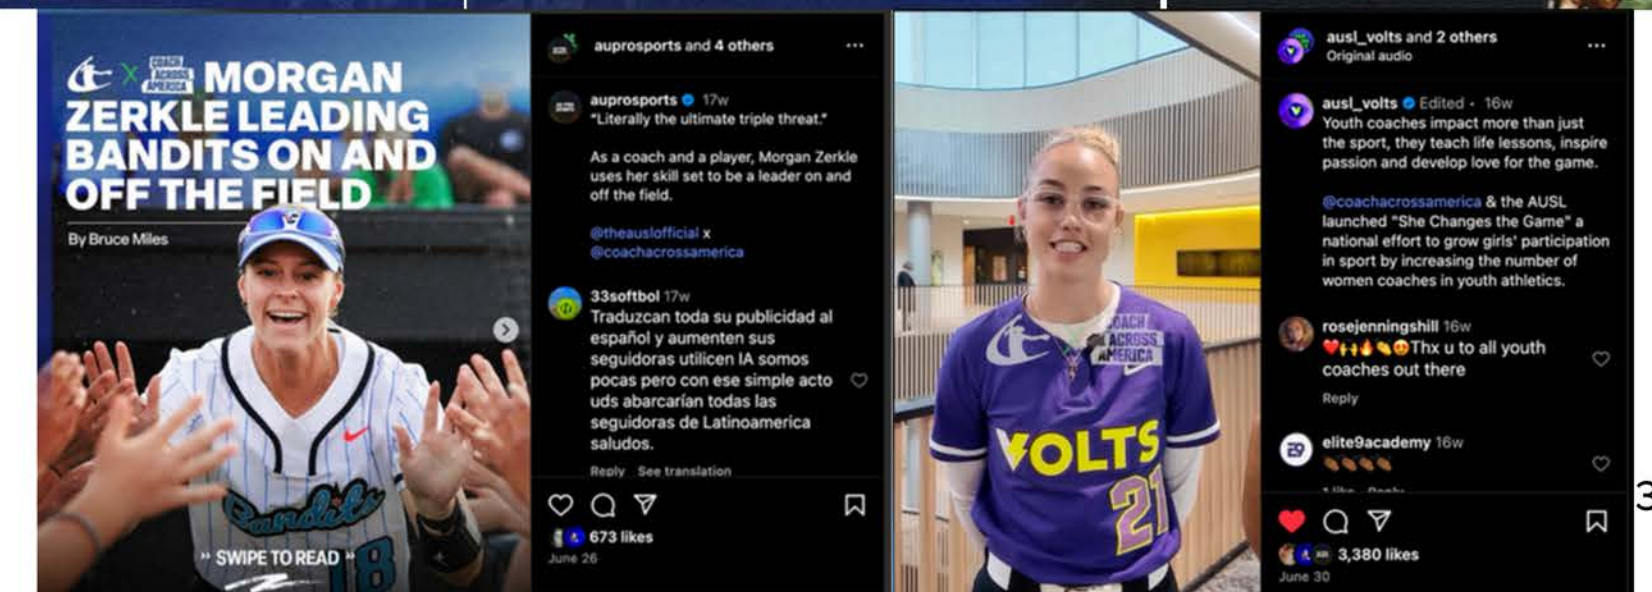 COACH
ACROSS
AMERICA
X
MORGAN
ZERKLE LEADING
BANDITS ON AND
OFF THE FIELD
By Bruce Miles
Bandits
18
›› SWIPE TO READ ››
auprosports and 4 others
auprosports 17w
"Literally the ultimate triple threat."
As a coach and a player, Morgan Zerkle
uses her skill set to be a leader on and
off the field.
@theauslofficial x
@coachacrossamerica
33softbol 17w
Traduzcan toda su publicidad al
español y aumenten sus
seguidoras utilicen IA somos
pocas pero con ese simple acto
uds abarcarían todas las
seguidoras de Latinoamerica
saludos.
Reply See translation
673 likes
June 26
COACH
ACROSS
AMERICA
VOLTS
21
ausl_volts and 2 others
Original audio
ausl_volts Edited · 16w
Youth coaches impact more than just
the sport, they teach life lessons, inspire
passion and develop love for the game.
@coachacrossamerica & the AUSL
launched "She Changes the Game" a
national effort to grow girls' participation
in sport by increasing the number of
women coaches in youth athletics.
rosejenningshill 16w
❤️🙌🔥👏😍Thx u to all youth
coaches out there
Reply
elite9academy 16w
👏🏾👏🏾👏🏾👏🏾
1 like Reply
3,380 likes
June 30
3